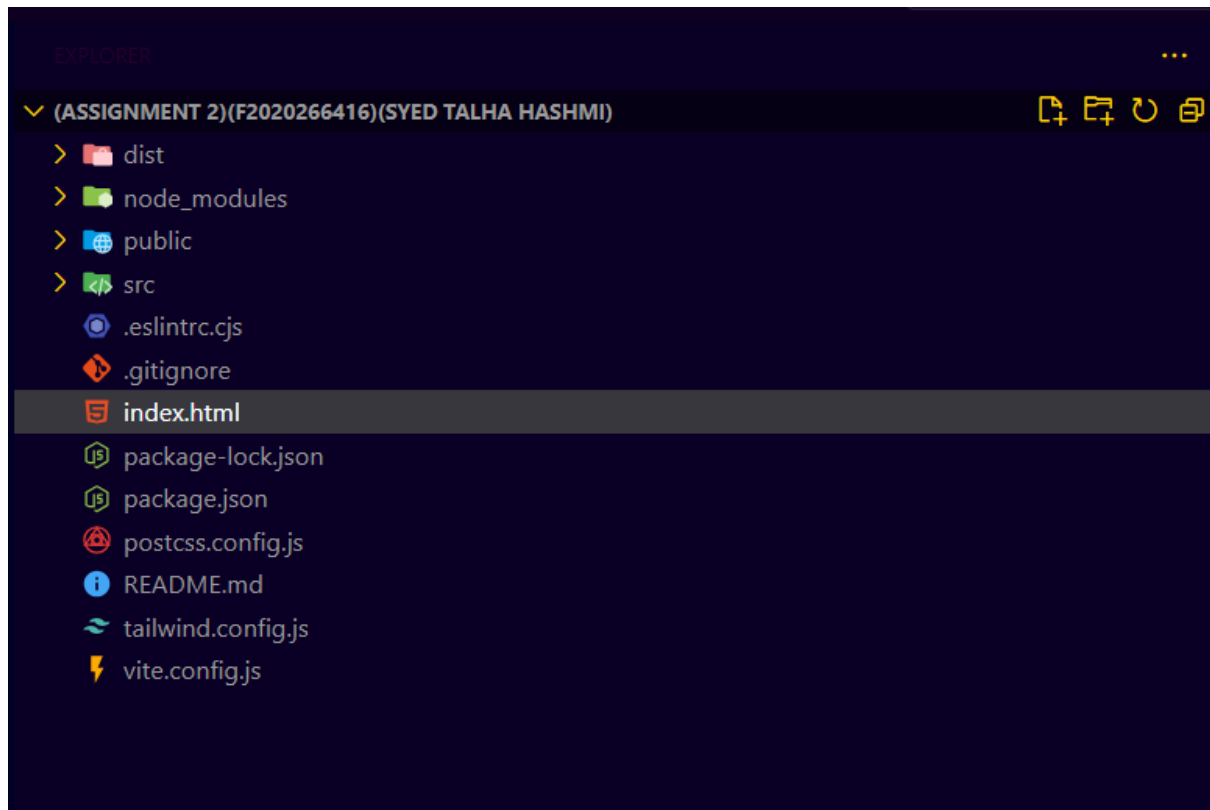 EXPLORER
(ASSIGNMENT 2)(F2020266416)(SYED TALHA HASHMI)
dist
node_modules
public
src
.eslintrc.cjs
.gitignore
index.html
package-lock.json
package.json
postcss.config.js
README.md
tailwind.config.js
vite.config.js